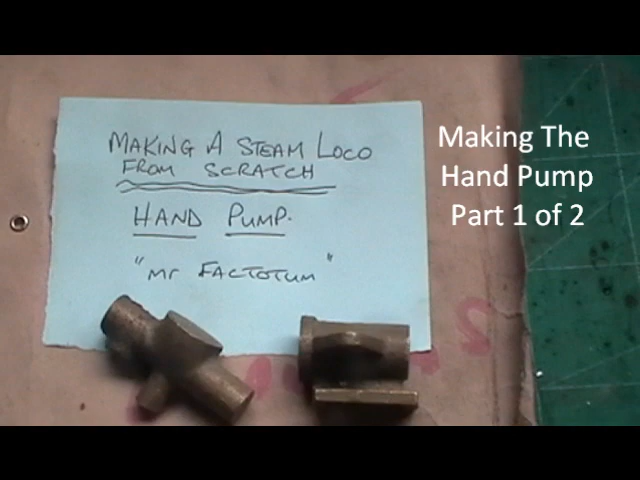 MAKING A STEAM LOCO
FROM SCRATCH
HAND PUMP.
"Mr FACTOTUM"
Making The
Hand Pump
Part 1 of 2